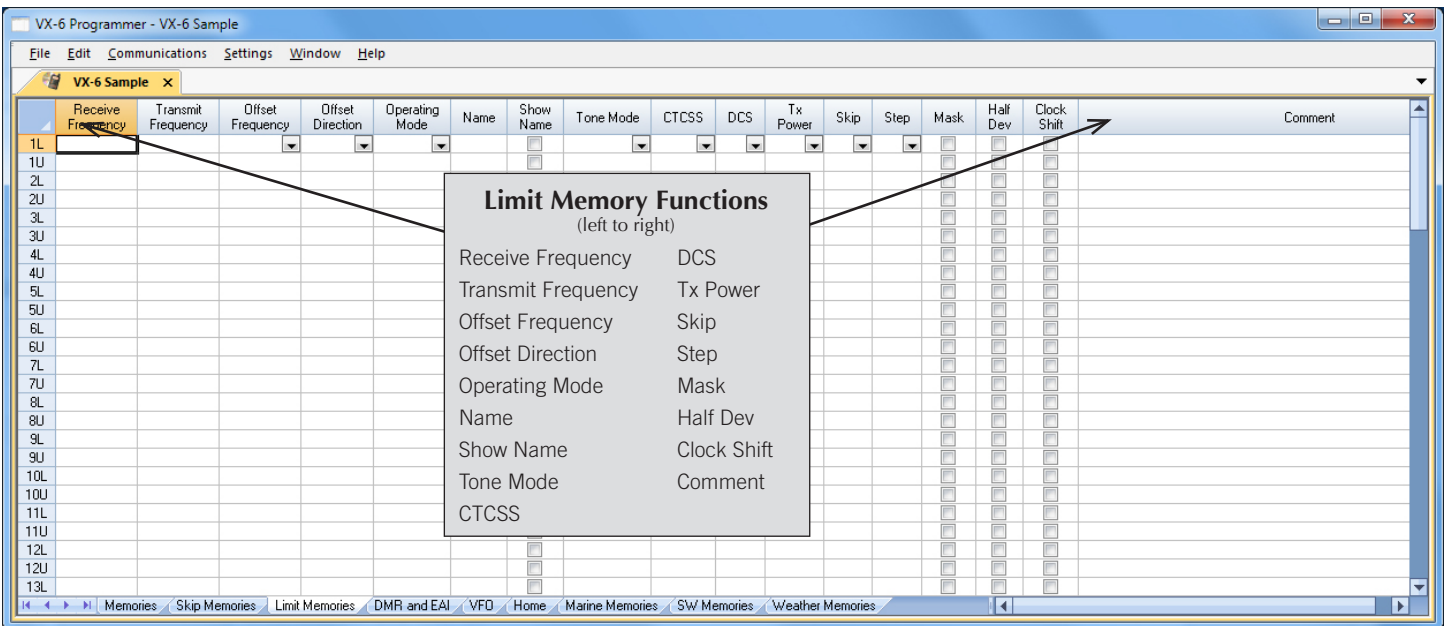 VX-6 Programmer - VX-6 Sample
File Edit Communications Settings Window Help
VX-6 Sample X
Receive Frequency Transmit Frequency Offset Frequency Offset Direction Operating Mode Name Show Name Tone Mode CTCSS DCS Tx Power Skip Step Mask Half Dev Clock Shift Comment
1L
1U
2L
2U
3L
3U
4L
4U
5L
5U
6L
6U
7L
7U
8L
8U
9L
9U
10L
10U
11L
11U
12L
12U
13L
Limit Memory Functions
(left to right)
Receive Frequency DCS
Transmit Frequency Tx Power
Offset Frequency Skip
Offset Direction Step
Operating Mode Mask
Name Half Dev
Show Name Clock Shift
Tone Mode Comment
CTCSS
Memories Skip Memories Limit Memories DMR and EAI VFO Home Marine Memories SW Memories Weather Memories